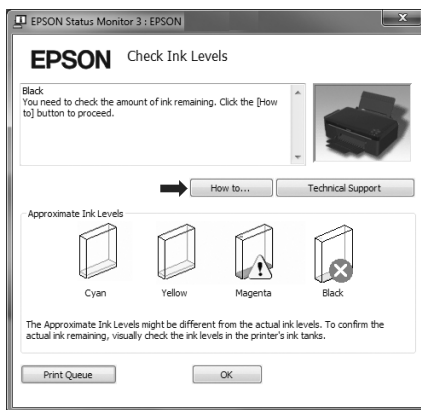 EPSON Status Monitor 3 : EPSON
X
EPSON Check Ink Levels
Black
You need to check the amount of ink remaining. Click the [How
to] button to proceed.
How to...
Technical Support
Approximate Ink Levels
Cyan
Yellow
Magenta
Black
The Approximate Ink Levels might be different from the actual ink levels. To confirm the
actual ink remaining, visually check the ink levels in the printer's ink tanks.
Print Queue
OK